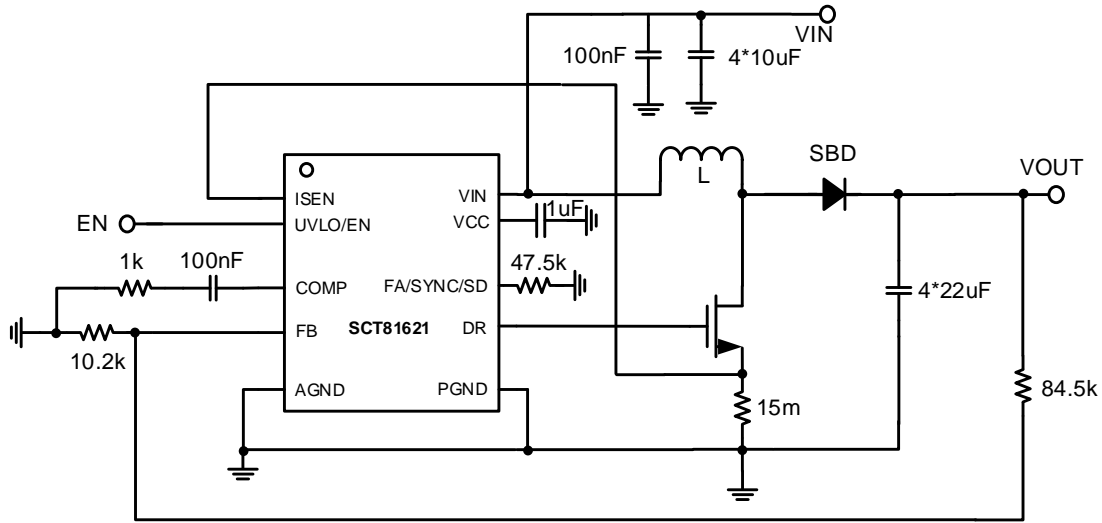 VIN
100nF
4*10uF
SBD
VOUT
L
ISEN
VIN
EN
UVLO/EN
VCC
1uF
1k
100nF
47.5k
COMP
FA/SYNC/SD
4*22uF
FB
SCT81621
DR
10.2k
AGND
PGND
15m
84.5k